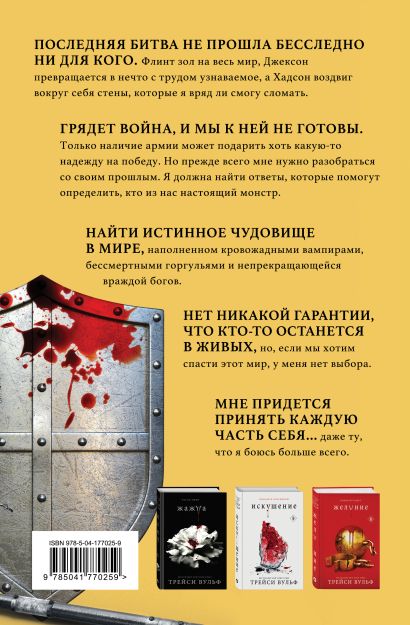 ПОСЛЕДНЯЯ БИТВА НЕ ПРОШЛА БЕССЛЕДНО
НИ ДЛЯ КОГО. Флинт зол на весь мир, Джексон
превращается в нечто с трудом узнаваемое, а Хадсон воздвиг
вокруг себя стены, которые я вряд ли смогу сломать.
ГРЯДЕТ ВОЙНА, И МЫ К НЕЙ НЕ ГОТОВЫ.
Только наличие армии может подарить хоть какую-то
надежду на победу. Но прежде всего мне нужно разобраться
со своим прошлым. Я должна найти ответы, которые помогут
определить, кто из нас настоящий монстр.
НАЙТИ ИСТИННОЕ ЧУДОВИЩЕ
В МИРЕ, наполненном кровожадными вампирами,
бессмертными горгульями и непрекращающейся
враждой богов.
НЕТ НИКАКОЙ ГАРАНТИИ,
ЧТО КТО-ТО ОСТАНЕТСЯ
В ЖИВЫХ, но, если мы хотим
спасти этот мир, у меня нет выбора.
МНЕ ПРИДЕТСЯ
ПРИНЯТЬ КАЖДУЮ
ЧАСТЬ СЕБЯ... даже ту,
что я боюсь больше всего.
ISBN 978-5-04-177025-9
9 785041 770259
жажда
ТРЕЙСИ ВУЛЬФ
искушение
ТРЕЙСИ ВУЛЬФ
желание
ТРЕЙСИ ВУЛЬФ